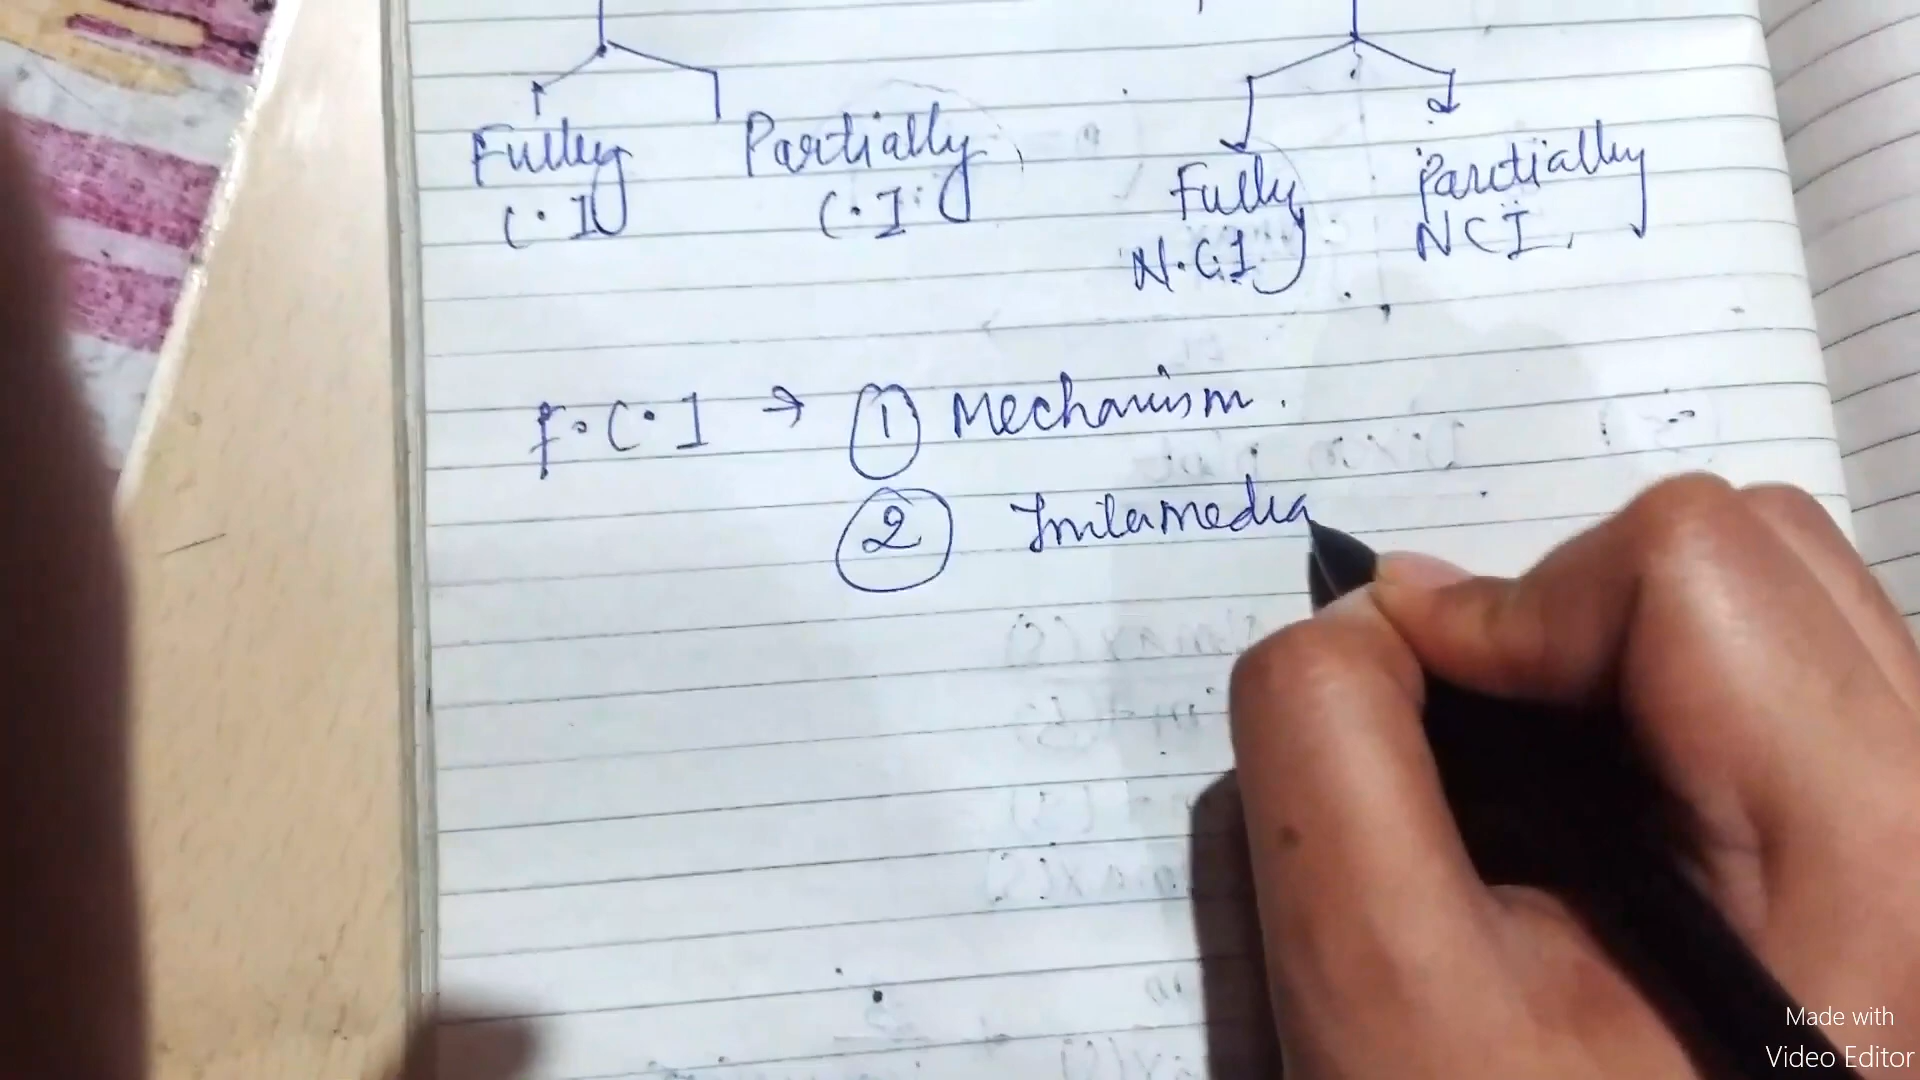 Fully Partially
C.I C.I
Fully Partially
N.C.I NCI.
F.C.I → ① Mechanism.
② Intermedia
Made with
Video Editor